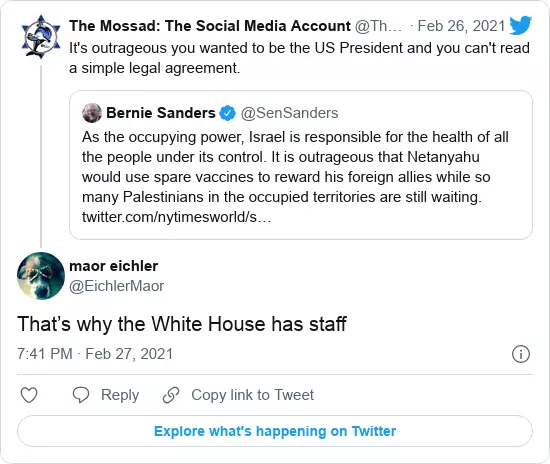 The Mossad: The Social Media Account @Th… · Feb 26, 2021
It's outrageous you wanted to be the US President and you can't read
a simple legal agreement.
Bernie Sanders @SenSanders
As the occupying power, Israel is responsible for the health of all
the people under its control. It is outrageous that Netanyahu
would use spare vaccines to reward his foreign allies while so
many Palestinians in the occupied territories are still waiting.
twitter.com/nytimesworld/s…
maor eichler
@EichlerMaor
That’s why the White House has staff
7:41 PM · Feb 27, 2021
Reply Copy link to Tweet
Explore what's happening on Twitter